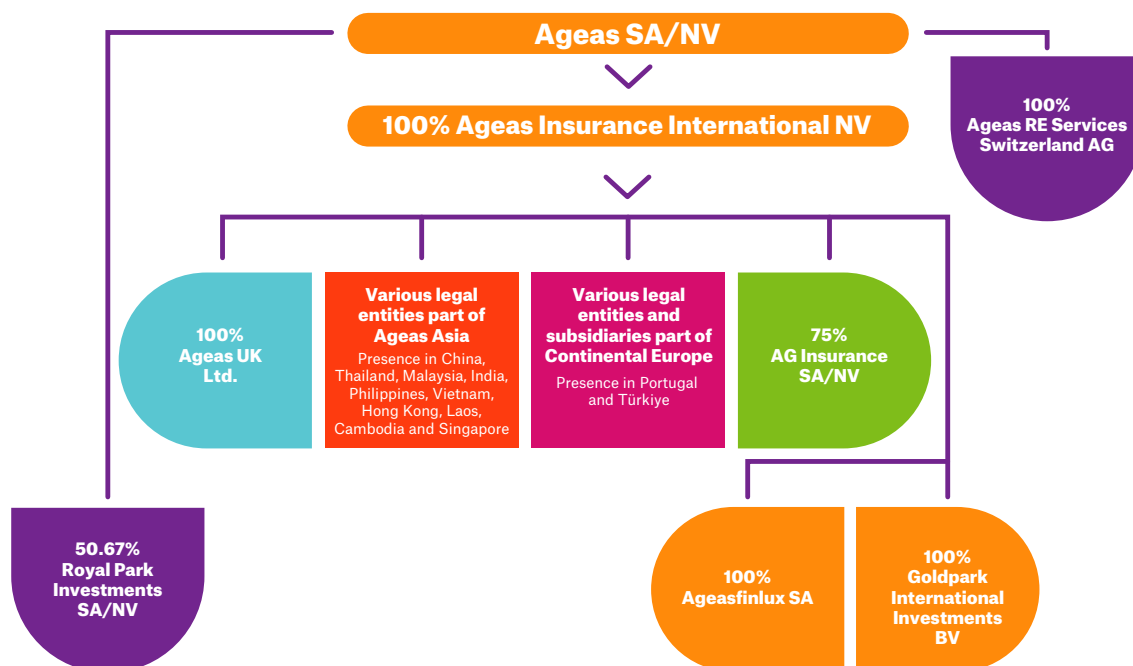 Ageas SA/NV
100% Ageas Insurance International NV
100%
Ageas RE Services
Switzerland AG
100%
Ageas UK
Ltd.
Various legal
entities part of
Ageas Asia
Presence in China,
Thailand, Malaysia, India,
Philippines, Vietnam,
Hong Kong, Laos,
Cambodia and Singapore
Various legal
entities and
subsidiaries part of
Continental Europe
Presence in Portugal
and Türkiye
75%
AG Insurance
SA/NV
50.67%
Royal Park
Investments
SA/NV
100%
Ageasfinlux SA
100%
Goldpark
International
Investments
BV